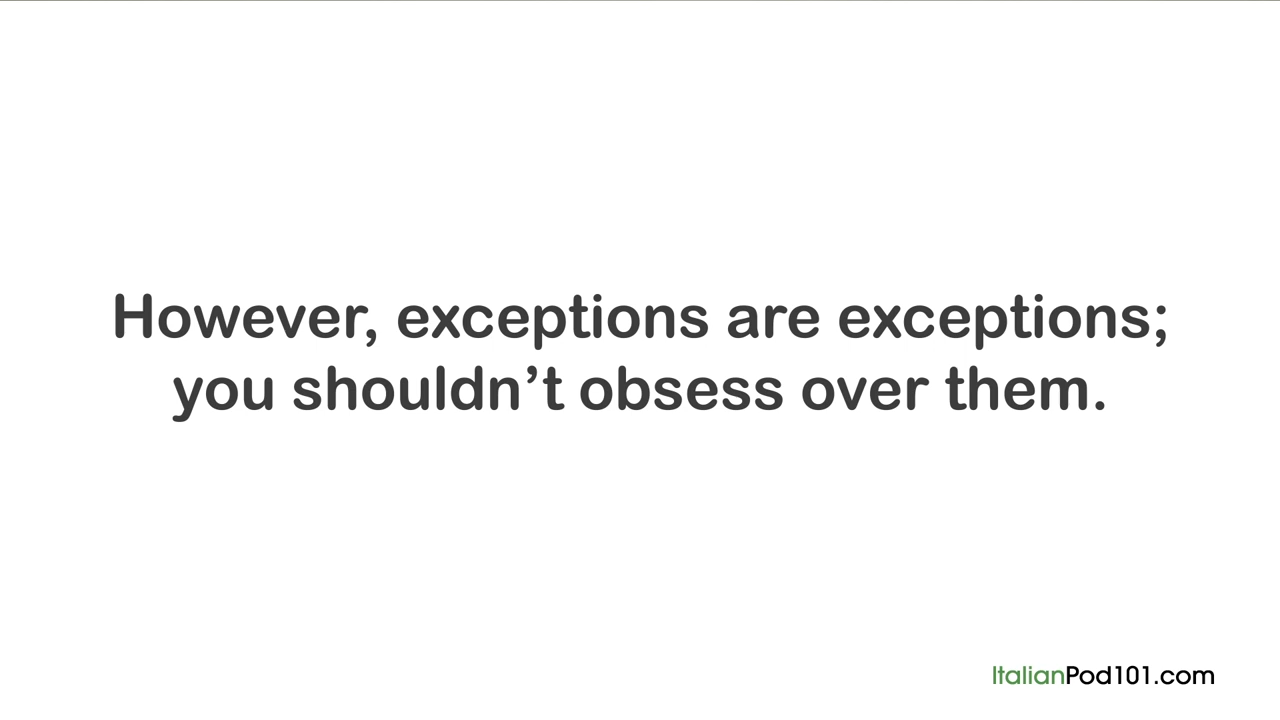 However, exceptions are exceptions;
you shouldn’t obsess over them.
ItalianPod101.com